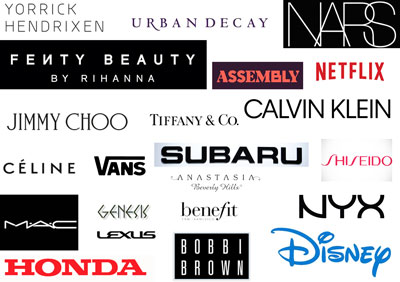 YORRICK
HENDRIXEN
URBAN DECAY
NARS
FENTY BEAUTY
BY RIHANNA
ASSEMBLY
NETFLIX
JIMMY CHOO
TIFFANY & CO.
CALVIN KLEIN
CÉLINE
VANS
SUBARU
SHISEIDO
ANASTASIA
Beverly Hills
MAC
GENESIS
benefit
NYX
LEXUS
BOBBI
BROWN
DISNEY
HONDA